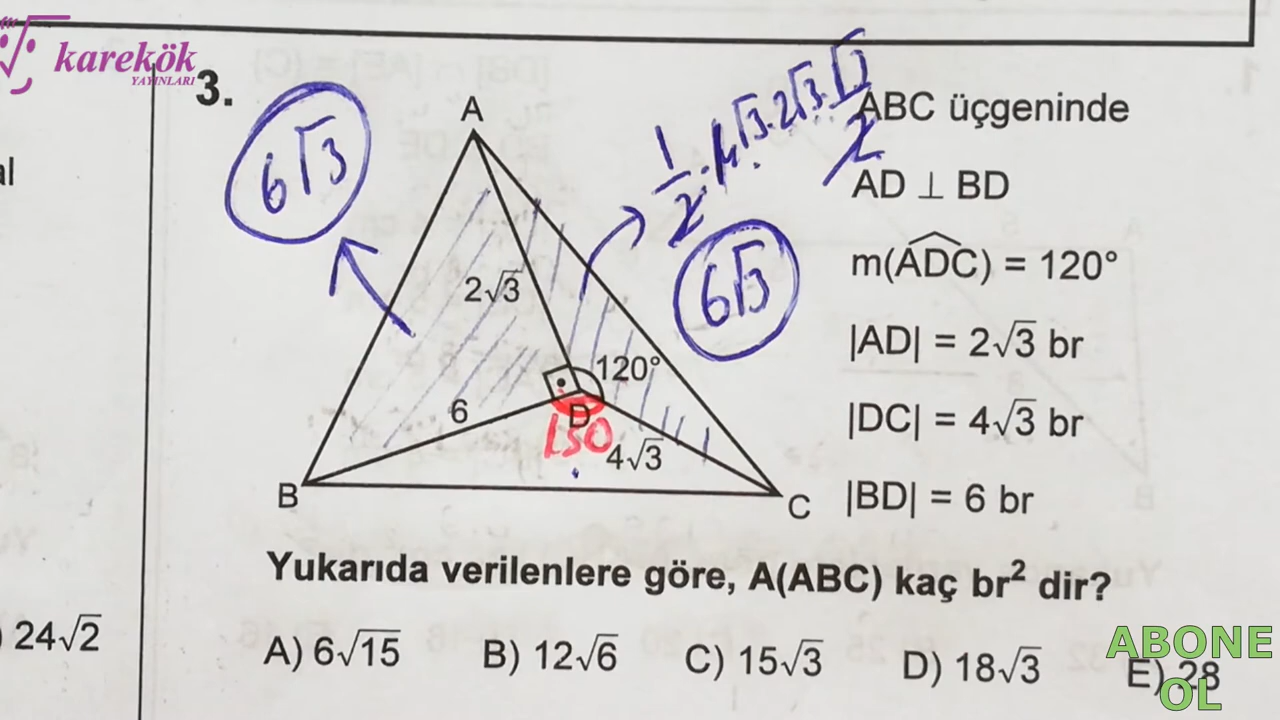 karekök
YAYINLARI
3.
al
24√2
A
2√3
120°
6
D
150
4√3
B
C
6√3
1/2 . 4√3 . 2√3 . √3/2
6√3
ABC üçgeninde
AD ⊥ BD
m(ADC) = 120°
|AD| = 2√3 br
|DC| = 4√3 br
|BD| = 6 br
Yukarıda verilenlere göre, A(ABC) kaç br² dir?
A) 6√15 B) 12√6 C) 15√3 D) 18√3 E) 28
ABONE
OL